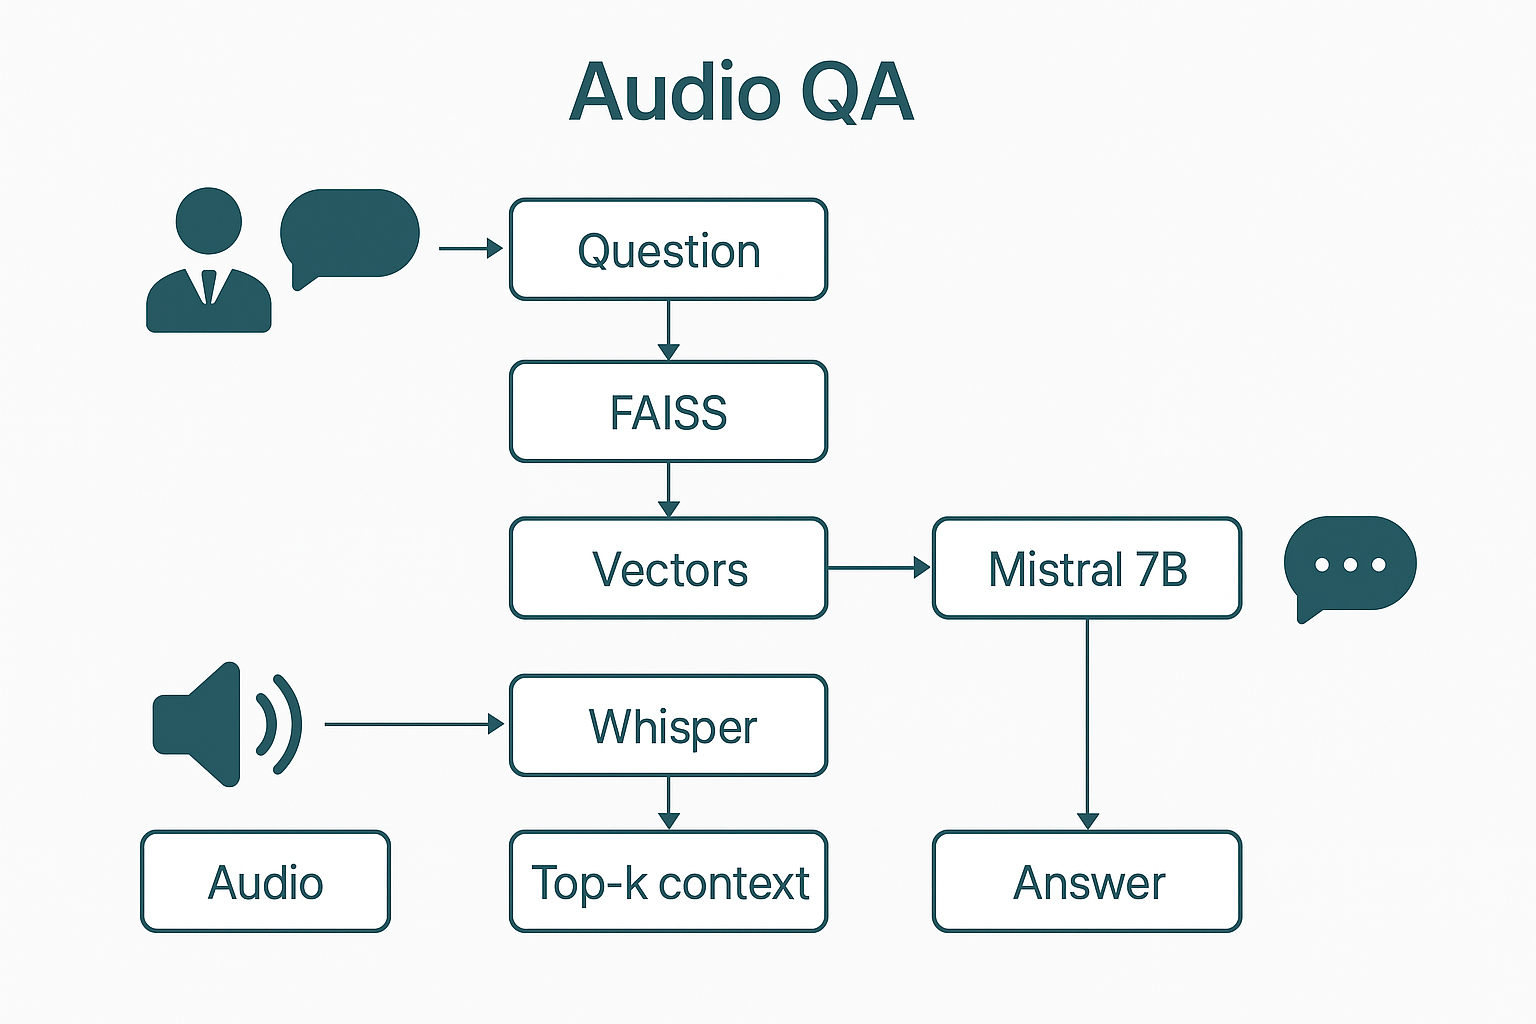 Audio QA
Question
FAISS
Vectors
Mistral 7B
Whisper
Audio
Top-k context
Answer